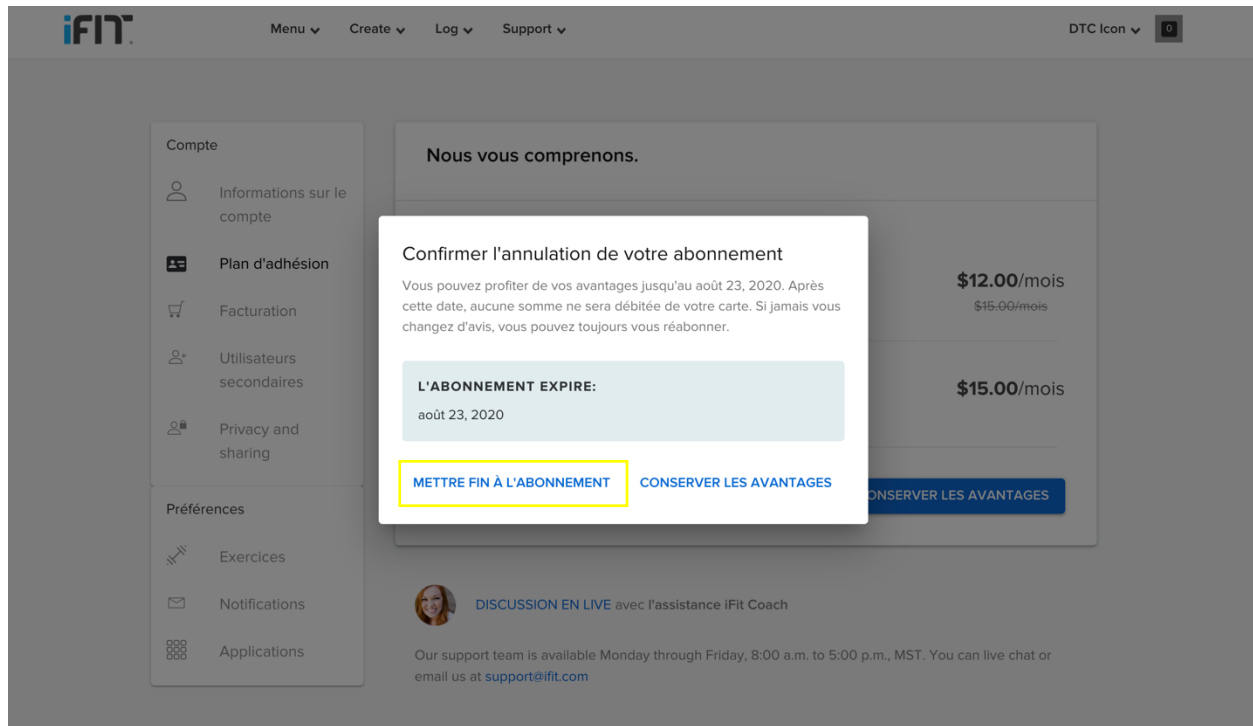 iFIT.
Menu
Create
Log
Support
DTC Icon
0
Compte
Informations sur le
compte
Plan d'adhésion
Facturation
Utilisateurs
secondaires
Privacy and
sharing
Préférences
Exercices
Notifications
Applications
Nous vous comprenons.
$12.00/mois
$15.00/mois
$15.00/mois
Confirmer l'annulation de votre abonnement
Vous pouvez profiter de vos avantages jusqu'au août 23, 2020. Après
cette date, aucune somme ne sera débitée de votre carte. Si jamais vous
changez d'avis, vous pouvez toujours vous réabonner.
L'ABONNEMENT EXPIRE:
août 23, 2020
METTRE FIN À L'ABONNEMENT
CONSERVER LES AVANTAGES
ONSERVER LES AVANTAGES
DISCUSSION EN LIVE avec l'assistance iFit Coach
Our support team is available Monday through Friday, 8:00 a.m. to 5:00 p.m., MST. You can live chat or
email us at support@ifit.com